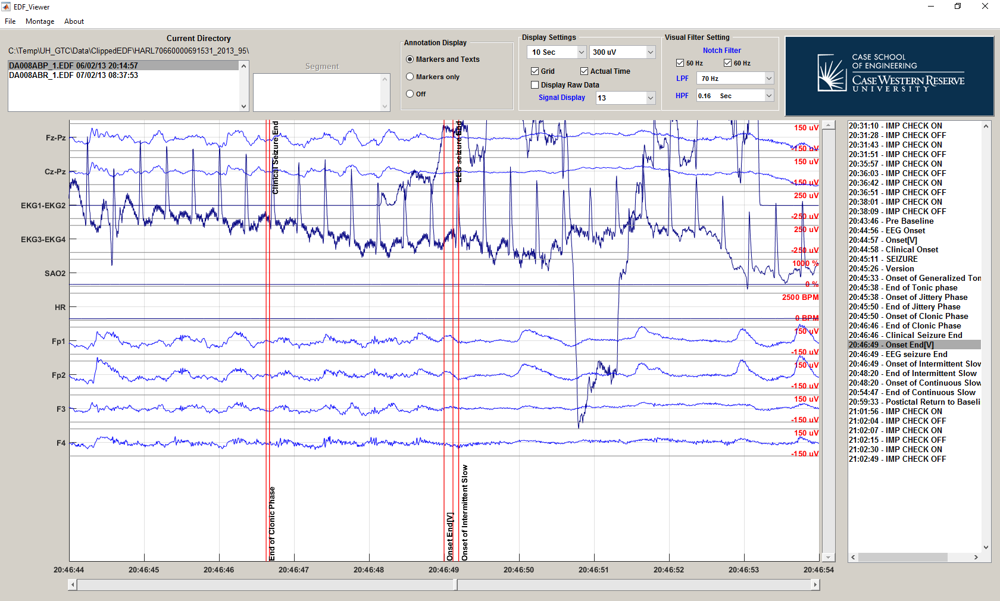 EDF_Viewer
File Montage About
Current Directory
C:\Temp\UH_GTC\Data\ClippedEDF\HARL70660000691531_2013_95\
DA008ABP_1.EDF 06/02/13 20:14:57
DA008ABR_1.EDF 07/02/13 08:37:53
Segment
Annotation Display
Markers and Texts
Markers only
Off
Display Settings
10 Sec 300 uV
Grid Actual Time
Display Raw Data
Signal Display 13
Visual Filter Setting
Notch Filter
50 Hz 60 Hz
LPF 70 Hz
HPF 0.16 Sec
CASE SCHOOL
OF ENGINEERING
CASE WESTERN RESERVE
UNIVERSITY
Fz-Pz
Cz-Pz
EKG1-EKG2
EKG3-EKG4
SAO2
HR
Fp1
Fp2
F3
F4
150 uV
-150 uV
150 uV
-150 uV
250 uV
-250 uV
250 uV
-250 uV
1000 %
0 %
2500 BPM
0 BPM
150 uV
-150 uV
150 uV
-150 uV
150 uV
-150 uV
150 uV
-150 uV
Clinical Seizure End
EEG seizure End
End of Clonic Phase
Onset End[V]
Onset of Intermittent Slow
20:46:44 20:46:45 20:46:46 20:46:47 20:46:48 20:46:49 20:46:50 20:46:51 20:46:52 20:46:53 20:46:54
20:31:10 - IMP CHECK ON
20:31:28 - IMP CHECK OFF
20:31:43 - IMP CHECK ON
20:31:51 - IMP CHECK OFF
20:35:57 - IMP CHECK ON
20:36:03 - IMP CHECK OFF
20:36:42 - IMP CHECK ON
20:36:51 - IMP CHECK OFF
20:38:01 - IMP CHECK ON
20:38:09 - IMP CHECK OFF
20:43:46 - Pre Baseline
20:44:56 - EEG Onset
20:44:57 - Onset[V]
20:44:58 - Clinical Onset
20:45:11 - SEIZURE
20:45:26 - Version
20:45:33 - Onset of Generalized Ton
20:45:38 - End of Tonic phase
20:45:38 - Onset of Jittery Phase
20:45:50 - End of Jittery Phase
20:45:50 - Onset of Clonic Phase
20:46:46 - End of Clonic Phase
20:46:46 - Clinical Seizure End
20:46:49 - Onset End[V]
20:46:49 - EEG seizure End
20:46:49 - Onset of Intermittent Slow
20:48:20 - End of Intermittent Slow
20:48:20 - Onset of Continuous Slow
20:54:47 - End of Continuous Slow
20:59:33 - Postictal Return to Baseli
21:01:56 - IMP CHECK ON
21:02:04 - IMP CHECK OFF
21:02:07 - IMP CHECK ON
21:02:15 - IMP CHECK OFF
21:02:30 - IMP CHECK ON
21:02:49 - IMP CHECK OFF